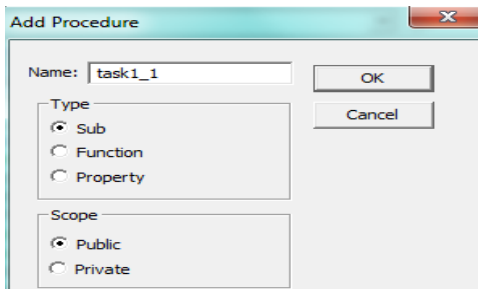 Add Procedure
Name: task1_1
OK
Type
Cancel
Sub
Function
Property
Scope
Public
Private